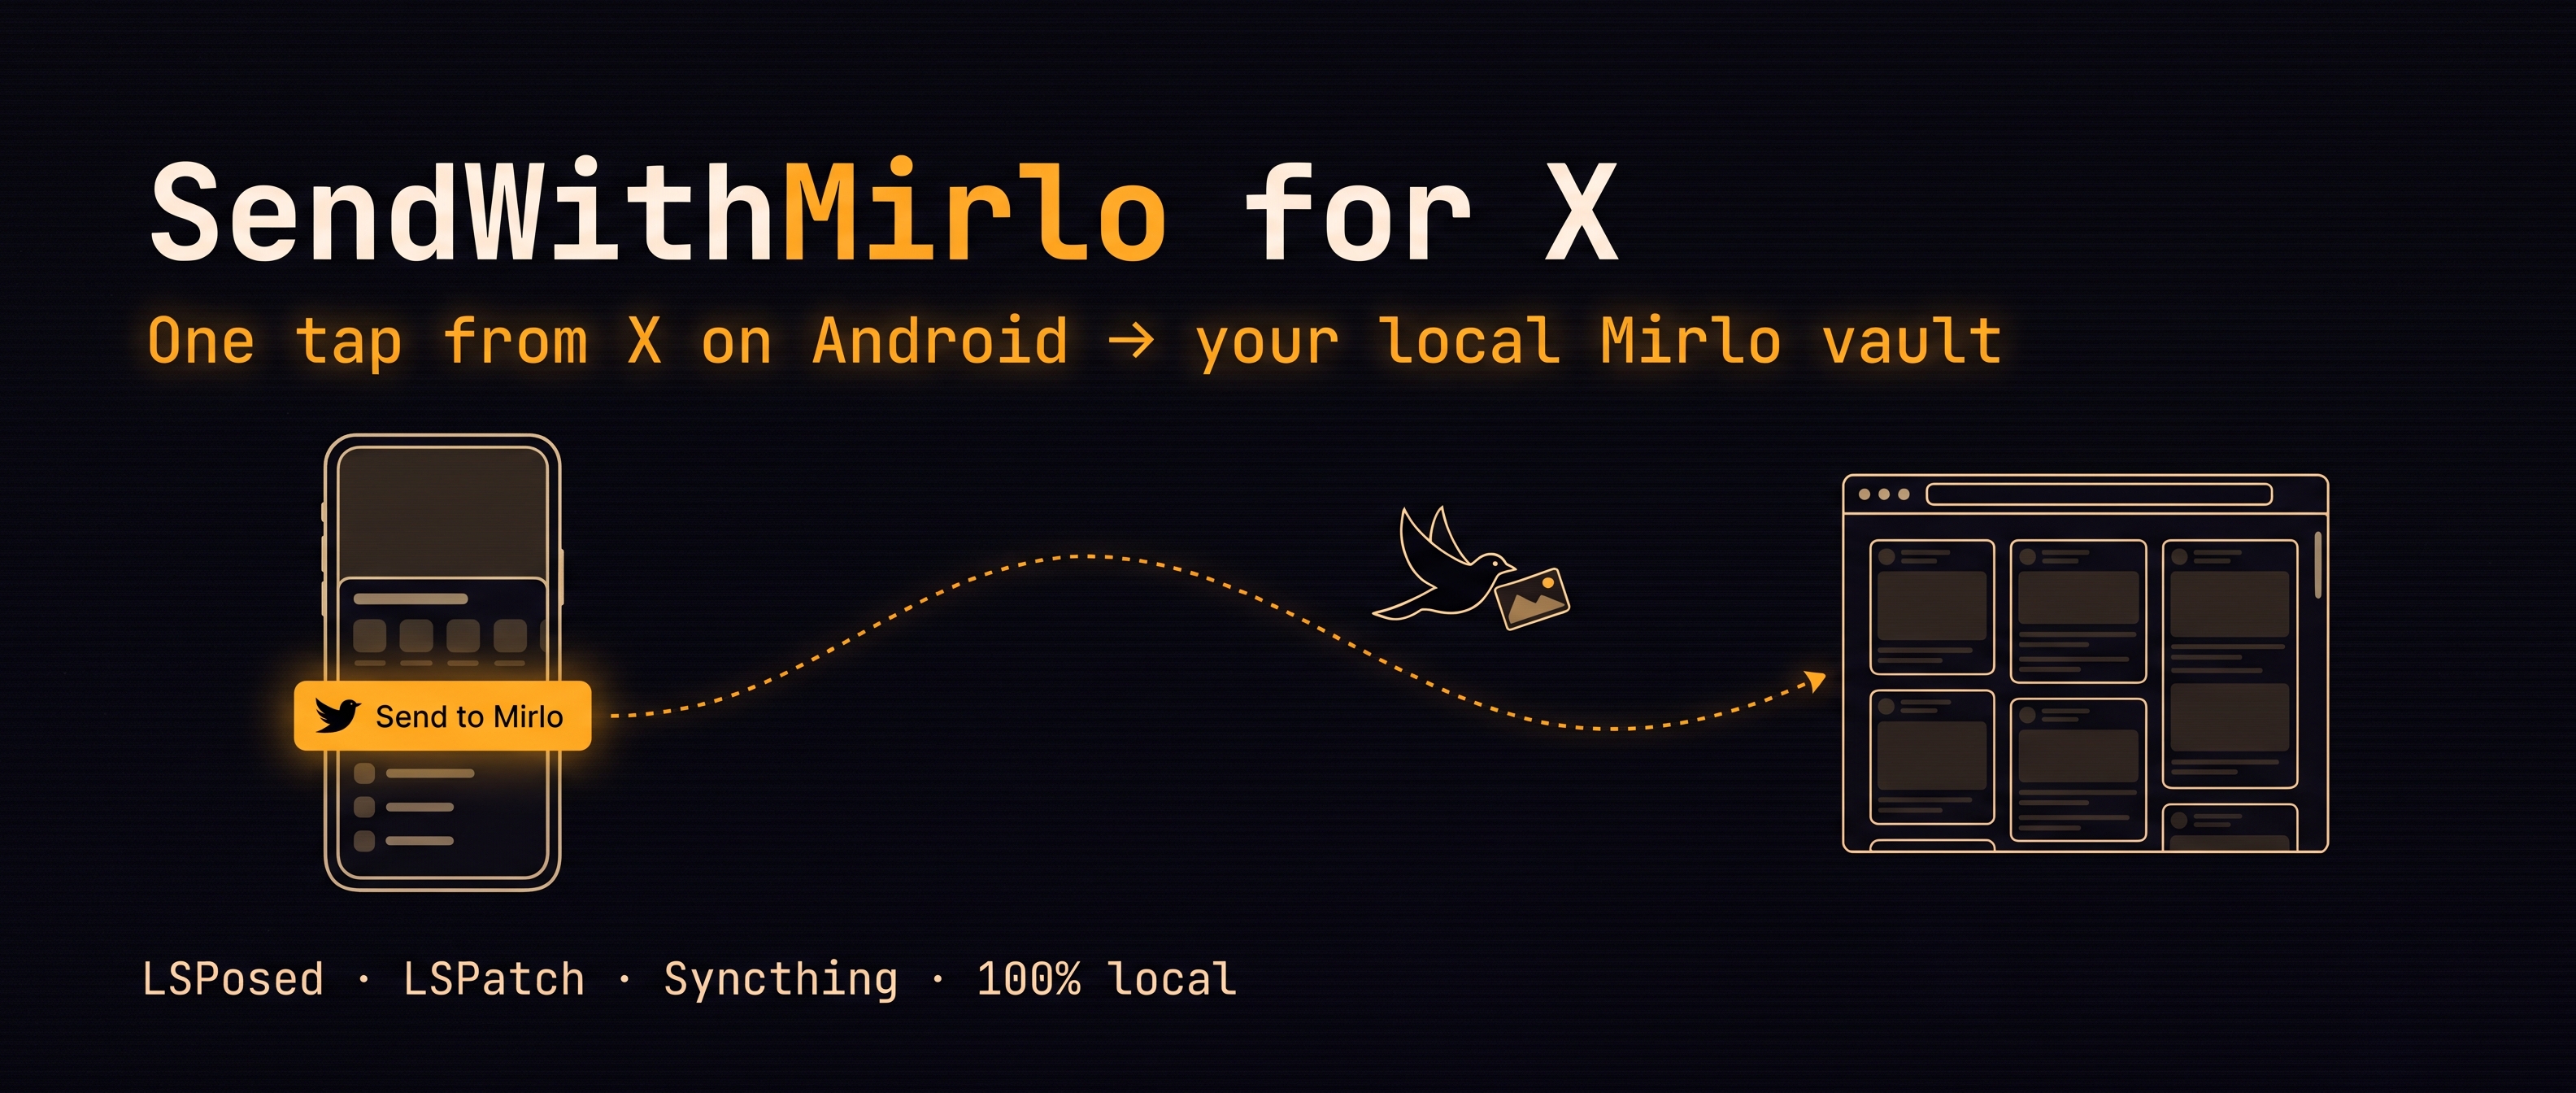 SendWithMirlo for X
One tap from X on Android → your local Mirlo vault
Send to Mirlo
LSPosed · LSPatch · Syncthing · 100% local